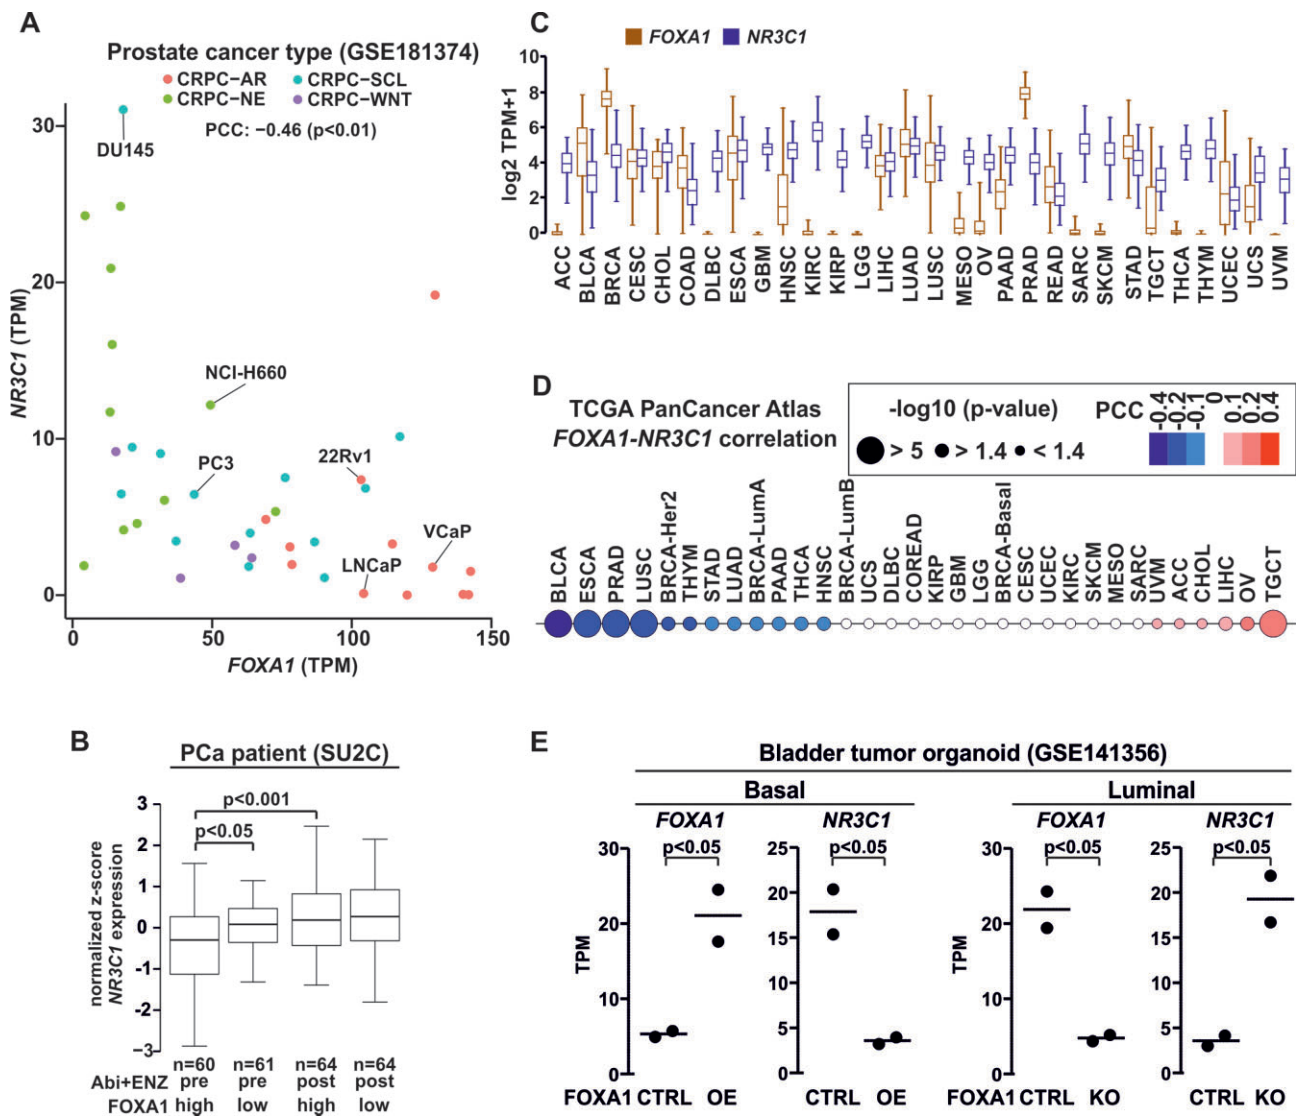 A
Prostate cancer type (GSE181374)
CRPC−AR CRPC−SCL
CRPC−NE CRPC−WNT
PCC: −0.46 (p<0.01)
30
20
10
0
NR3C1 (TPM)
DU145
NCI-H660
PC3
22Rv1
VCaP
LNCaP
0 50 100 150
FOXA1 (TPM)
B
PCa patient (SU2C)
p<0.001
p<0.05
3
2
1
0
-1
-2
−3
normalized z-score
NR3C1 expression
n=60 n=61 n=64 n=64
Abi+ENZ pre pre post post
FOXA1 high low high low
C
FOXA1 NR3C1
10
8
6
4
2
0
log2 TPM+1
ACC
BLCA
BRCA
CESC
CHOL
COAD
DLBC
ESCA
GBM
HNSC
KIRC
KIRP
LGG
LIHC
LUAD
LUSC
MESO
OV
PAAD
PRAD
READ
SARC
SKCM
STAD
TGCT
THCA
THYM
UCEC
UCS
UVM
D
TCGA PanCancer Atlas
FOXA1-NR3C1 correlation
-log10 (p-value)
> 5 > 1.4 < 1.4
PCC
-0.4
-0.2
-0.1
0
0.1
0.2
0.4
BLCA
ESCA
PRAD
LUSC
BRCA-Her2
THYM
STAD
LUAD
BRCA-LumA
PAAD
THCA
HNSC
BRCA-LumB
UCS
DLBC
COREAD
KIRP
GBM
LGG
BRCA-Basal
CESC
UCEC
KIRC
SKCM
MESO
SARC
UVM
ACC
CHOL
LIHC
OV
TGCT
E
Bladder tumor organoid (GSE141356)
Basal Luminal
FOXA1 NR3C1 FOXA1 NR3C1
p<0.05 p<0.05 p<0.05 p<0.05
30
20
10
0
TPM
25
20
15
10
5
0
30
20
10
0
TPM
25
20
15
10
5
0
FOXA1 CTRL OE CTRL OE FOXA1 CTRL KO CTRL KO